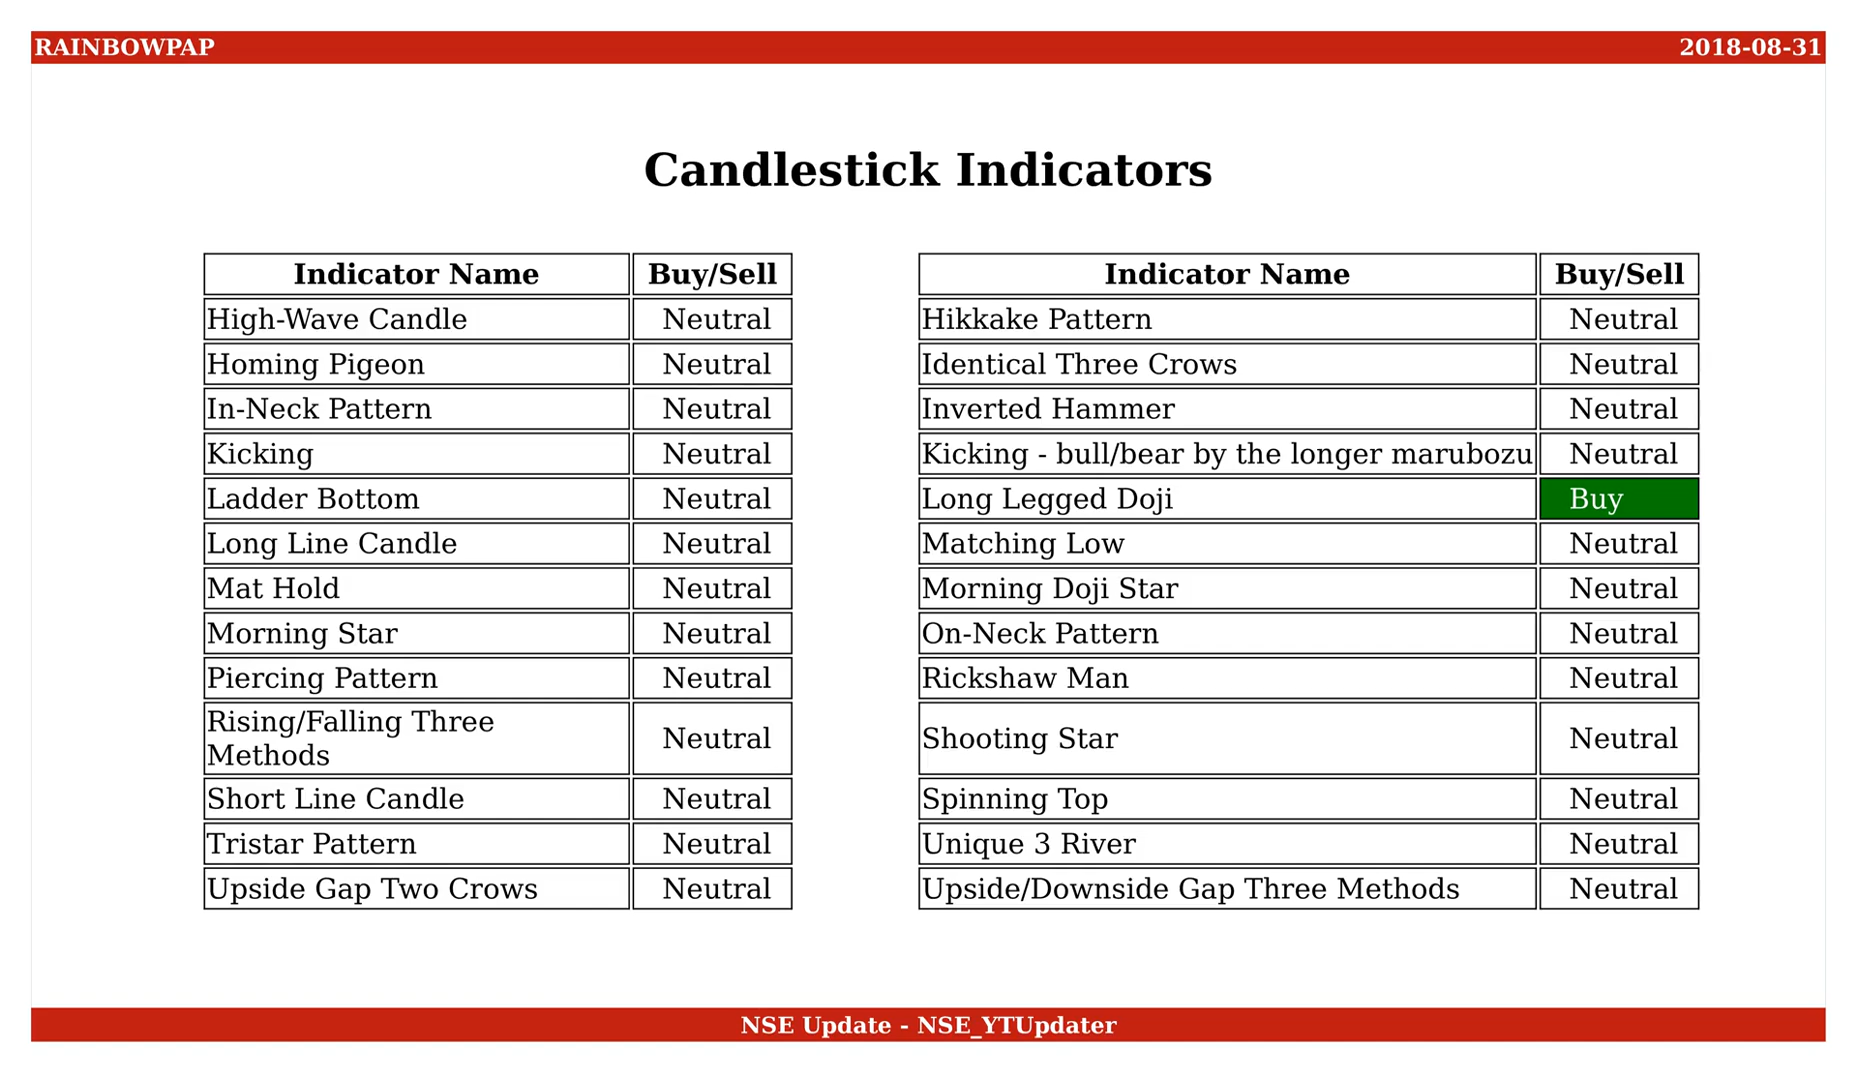 RAINBOWPAP 2018-08-31
Candlestick Indicators
Indicator Name Buy/Sell
High-Wave Candle Neutral
Homing Pigeon Neutral
In-Neck Pattern Neutral
Kicking Neutral
Ladder Bottom Neutral
Long Line Candle Neutral
Mat Hold Neutral
Morning Star Neutral
Piercing Pattern Neutral
Rising/Falling Three
Methods Neutral
Short Line Candle Neutral
Tristar Pattern Neutral
Upside Gap Two Crows Neutral
Indicator Name Buy/Sell
Hikkake Pattern Neutral
Identical Three Crows Neutral
Inverted Hammer Neutral
Kicking - bull/bear by the longer marubozu Neutral
Long Legged Doji Buy
Matching Low Neutral
Morning Doji Star Neutral
On-Neck Pattern Neutral
Rickshaw Man Neutral
Shooting Star Neutral
Spinning Top Neutral
Unique 3 River Neutral
Upside/Downside Gap Three Methods Neutral
NSE Update - NSE_YTUpdater